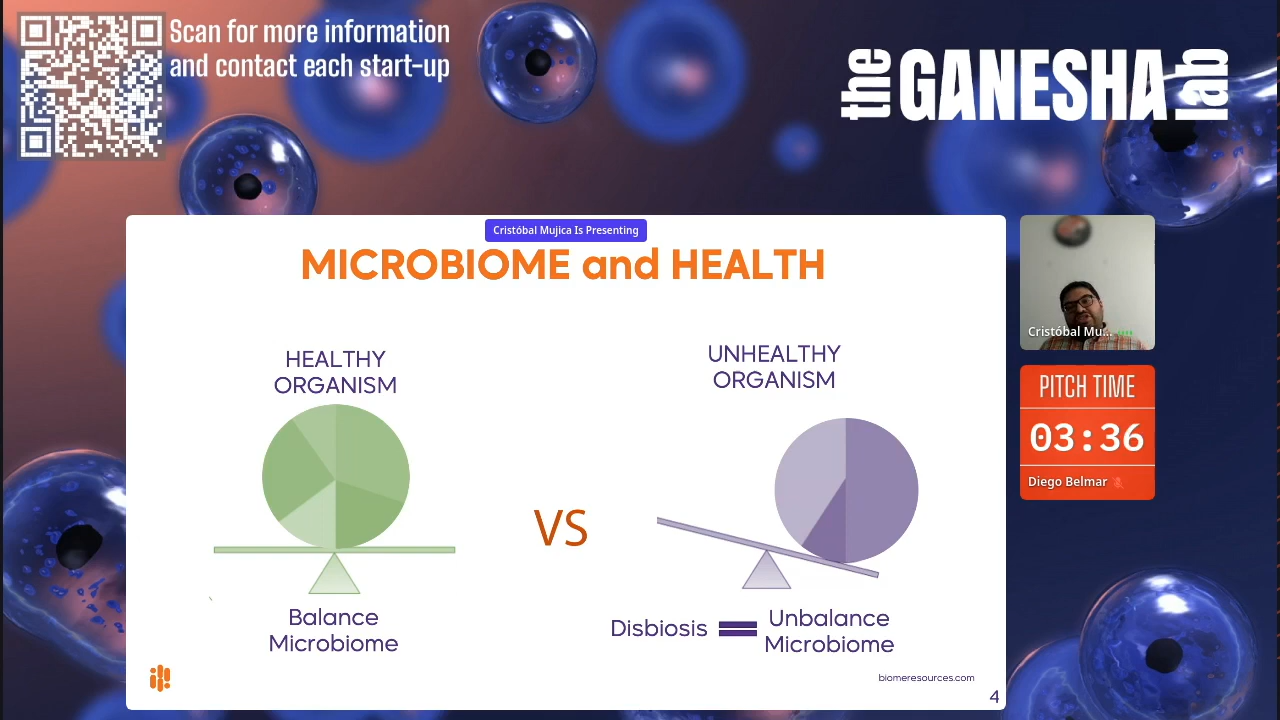 Scan for more information
and contact each start-up
the GANESHA lab
Cristóbal Mujica Is Presenting
MICROBIOME and HEALTH
HEALTHY
ORGANISM
UNHEALTHY
ORGANISM
VS
Balance
Microbiome
Disbiosis
Unbalance
Microbiome
biomeresources.com
4
Cristóbal Mu...
PITCH TIME
03:36
Diego Belmar